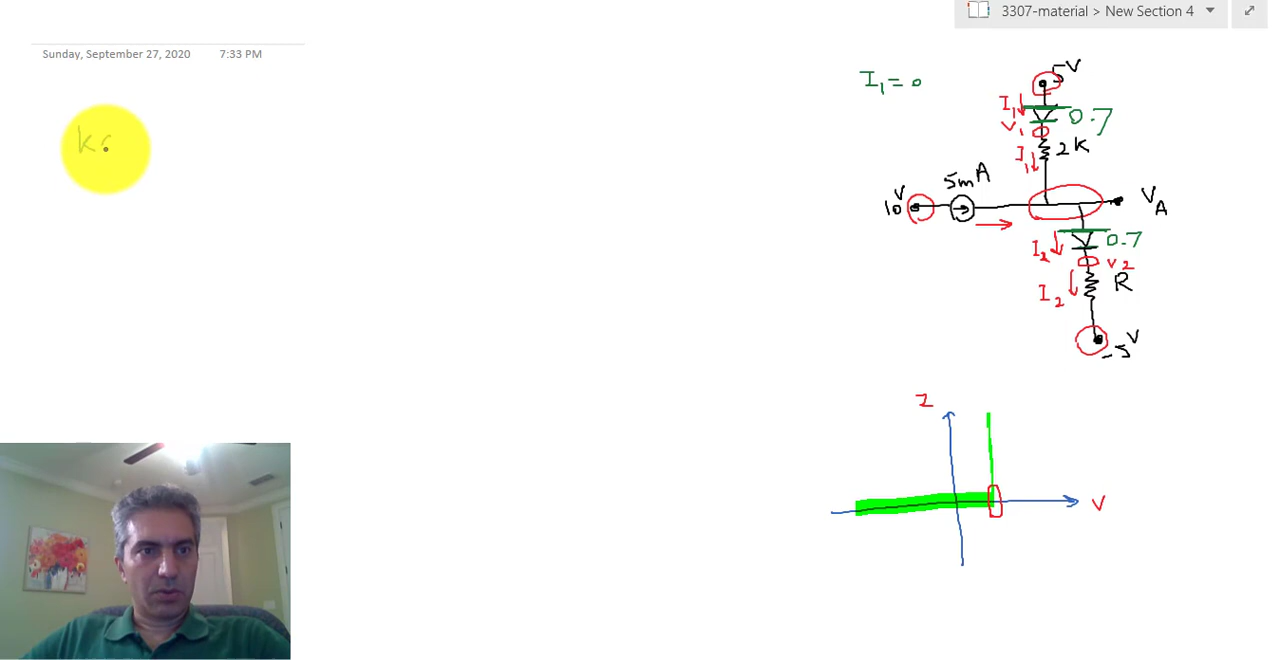 3307-material > New Section 4
Sunday, September 27, 2020 7:33 PM
I₁ = 0
5V
I₁
0.7
V₁
2K
I₁
5mA
10V
V_A
I₂
0.7
V2
I₂
R
-5V
I
V